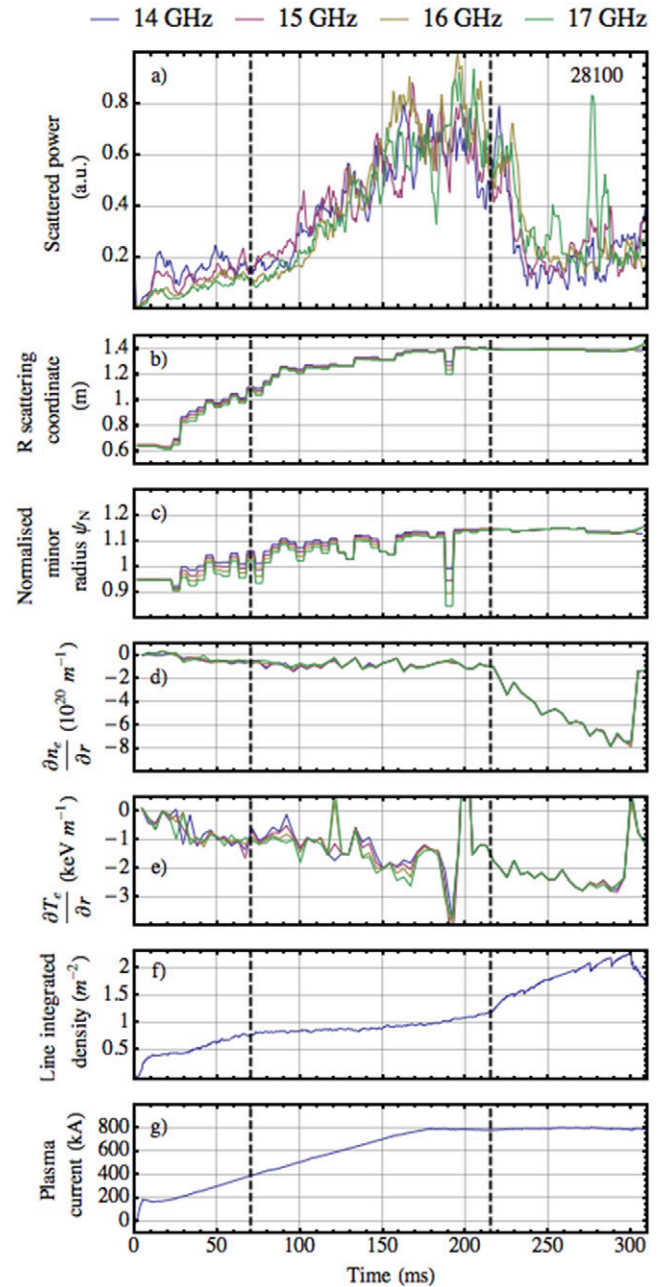 14 GHz 15 GHz 16 GHz 17 GHz
a) 28100
Scattered power
(a.u.)
0.8
0.6
0.4
0.2
b)
R scattering
coordinate
(m)
1.4
1.2
1.0
0.8
0.6
c)
Normalised
minor
radius ψN
1.2
1.1
1
0.9
d)
∂ne/∂r (10^20 m^-1)
0
−2
−4
−6
−8
e)
∂Te/∂r (keV m^-1)
0
−1
−2
−3
f)
Line integrated
density (m^-2)
2
1.5
1
0.5
g)
Plasma
current (kA)
800
600
400
200
0
0 50 100 150 200 250 300
Time (ms)